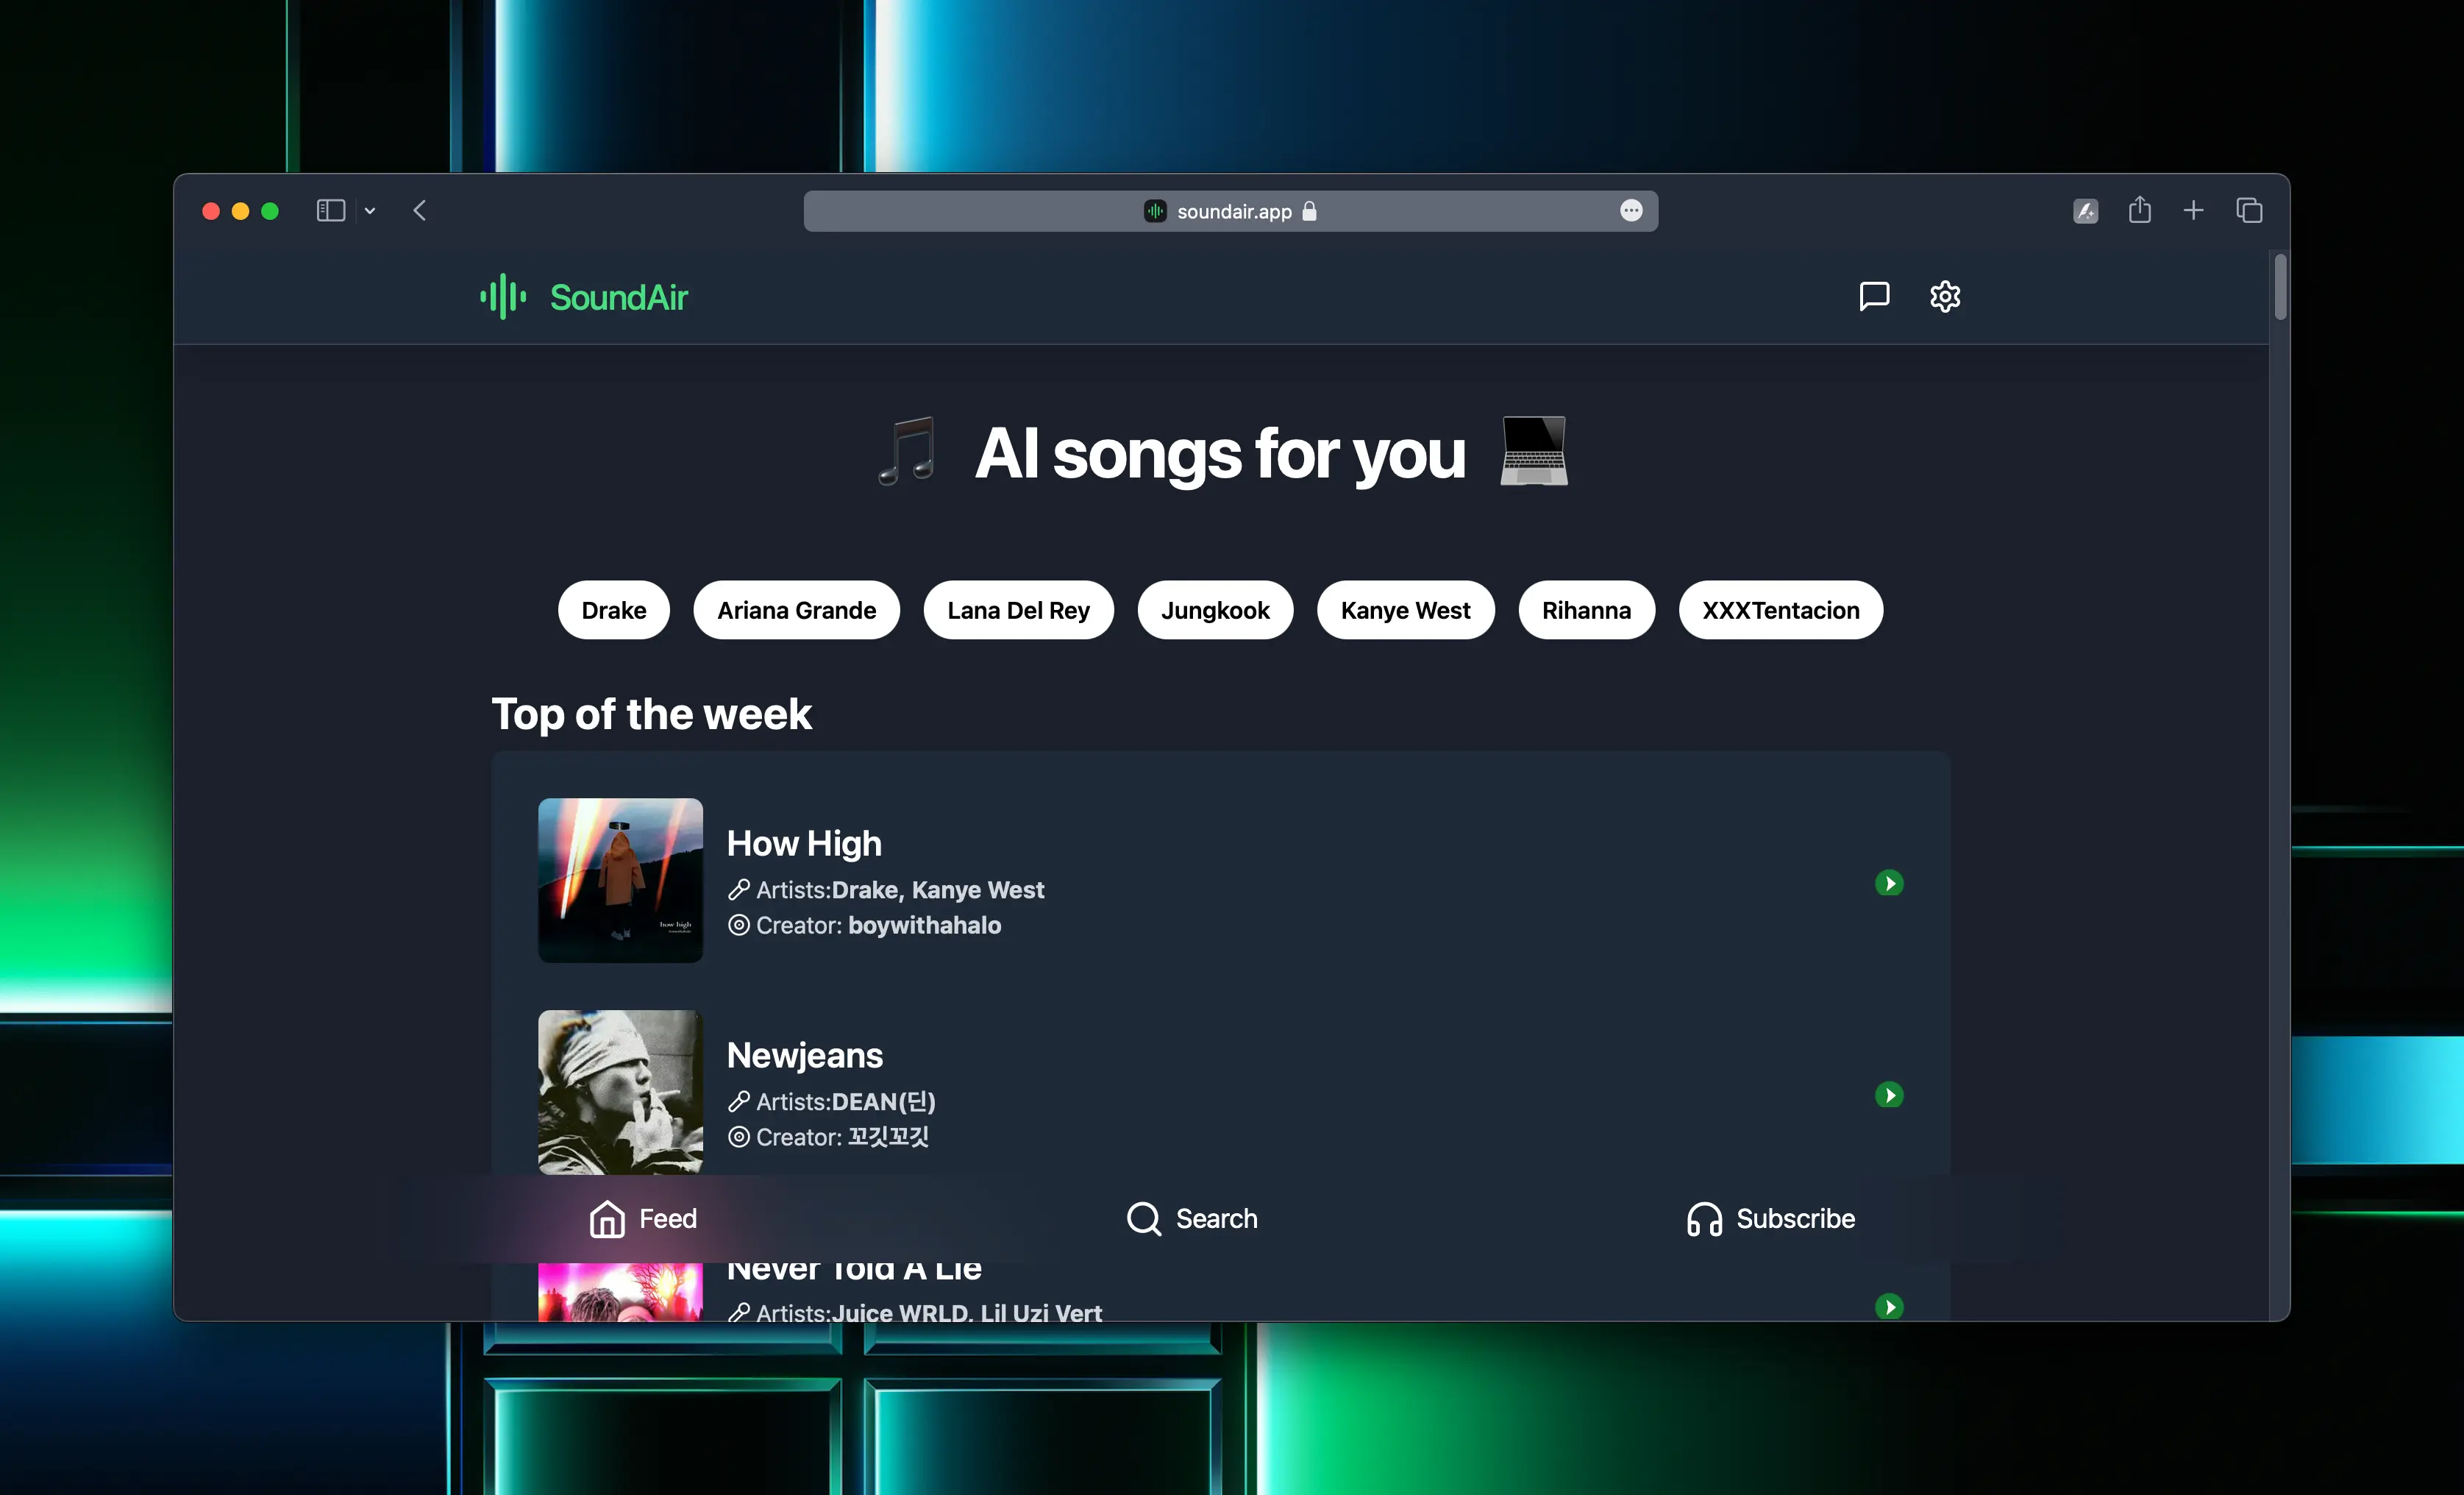 soundair.app
SoundAir
AI songs for you
Drake
Ariana Grande
Lana Del Rey
Jungkook
Kanye West
Rihanna
XXXTentacion
Top of the week
how high
How High
Artists:Drake, Kanye West
Creator: boywithahalo
Newjeans
Artists:DEAN(딘)
Creator: 꼬깃꼬깃
Feed
Search
Subscribe
Never Told A Lie
Artists:Juice WRLD, Lil Uzi Vert